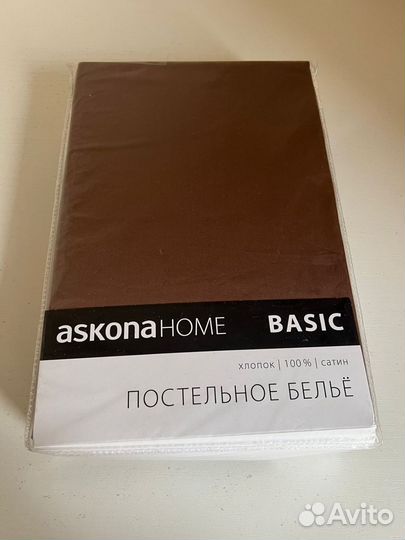 askonaHOME BASIC
хлопок | 100% | сатин
ПОСТЕЛЬНОЕ БЕЛЬЁ
Avito